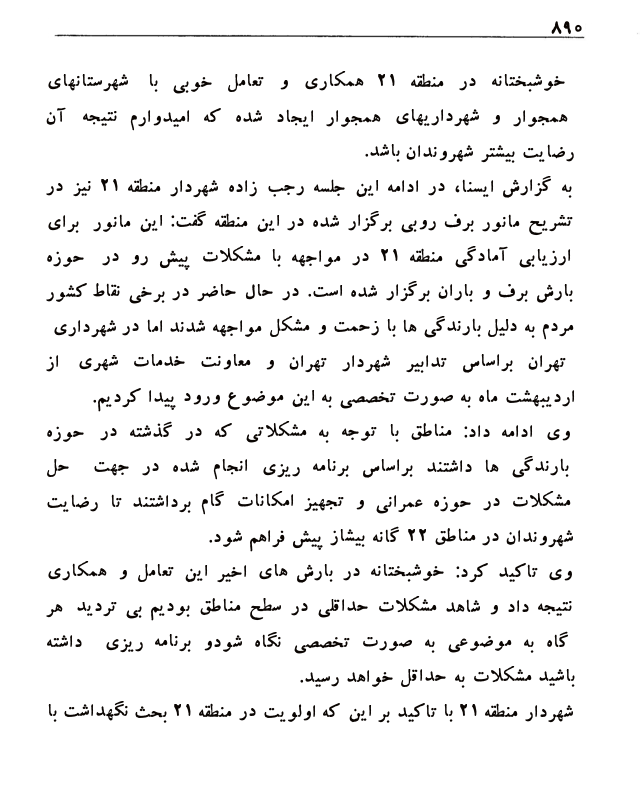 ۸۹۰
خوشبختانه در منطقه ۲۱ همکاری و تعامل خوبی با شهرستانهای
همجوار و شهرداریهای همجوار ایجاد شده که امیدوارم نتیجه آن
رضایت بیشتر شهروندان باشد.
به گزارش ایسنا، در ادامه این جلسه رجب زاده شهردار منطقه ۲۱ نیز در
تشریح مانور برف روبی برگزار شده در این منطقه گفت: این مانور برای
ارزیابی آمادگی منطقه ۲۱ در مواجهه با مشکلات پیش رو در حوزه
بارش برف و باران برگزار شده است. در حال حاضر در برخی نقاط کشور
مردم به دلیل بارندگی ها با زحمت و مشکل مواجهه شدند اما در شهرداری
تهران براساس تدابیر شهردار تهران و معاونت خدمات شهری از
اردیبهشت ماه به صورت تخصصی به این موضوع ورود پیدا کردیم.
وی ادامه داد: مناطق با توجه به مشکلاتی که در گذشته در حوزه
بارندگی ها داشتند براساس برنامه ریزی انجام شده در جهت حل
مشکلات در حوزه عمرانی و تجهیز امکانات گام برداشتند تا رضایت
شهروندان در مناطق ۲۲ گانه بیشاز پیش فراهم شود.
وی تاکید کرد: خوشبختانه در بارش های اخیر این تعامل و همکاری
نتیجه داد و شاهد مشکلات حداقلی در سطح مناطق بودیم بی تردید هر
گاه به موضوعی به صورت تخصصی نگاه شودو برنامه ریزی داشته
باشید مشکلات به حداقل خواهد رسید.
شهردار منطقه ۲۱ با تاکید بر این که اولویت در منطقه ۲۱ بحث نگهداشت با